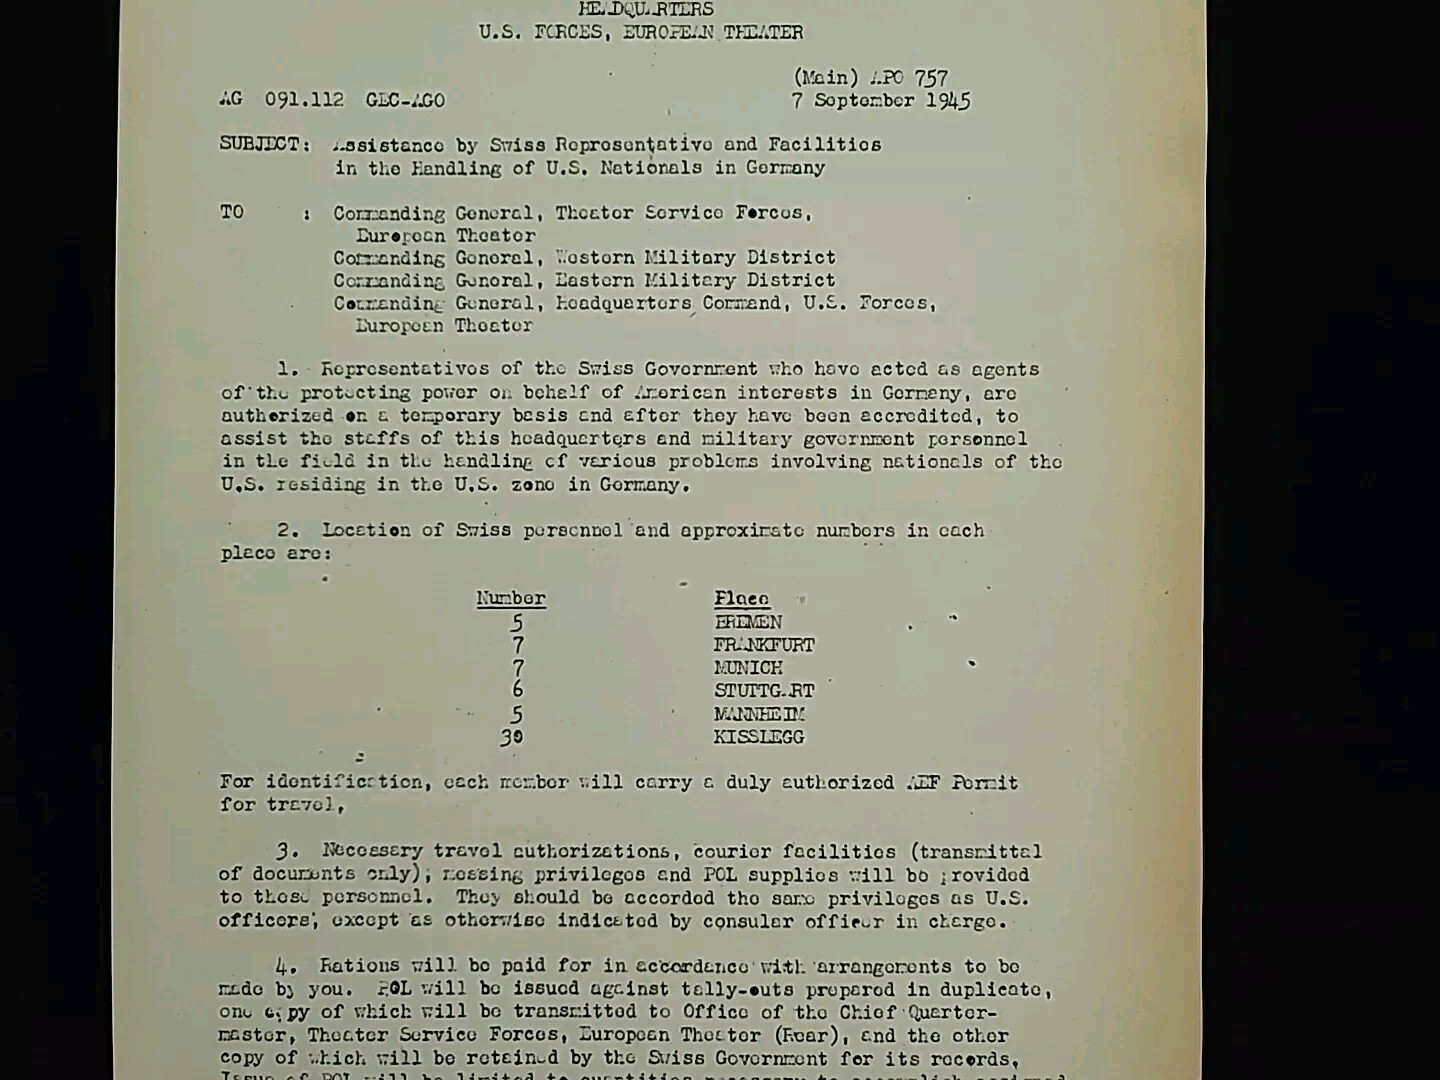 HEADQUARTERS
U.S. FORCES, EUROPEAN THEATER
(Main) APO 757
AG 091.112 GEC-AGO
7 September 1945
SUBJECT: Assistance by Swiss Representative and Facilities
in the Handling of U.S. Nationals in Germany
TO : Commanding General, Theater Service Forces,
European Theater
Commanding General, Western Military District
Commanding General, Eastern Military District
Commanding General, Headquarters Command, U.S. Forces,
European Theater
1. Representatives of the Swiss Government who have acted as agents
of the protecting power on behalf of American interests in Germany, are
authorized on a temporary basis and after they have been accredited, to
assist the staffs of this headquarters and military government personnel
in the field in the handling of various problems involving nationals of the
U.S. residing in the U.S. zone in Germany.
2. Location of Swiss personnel and approximate numbers in each
place are:
Number Place
5 BREMEN
7 FRANKFURT
7 MUNICH
6 STUTTGART
5 MANNHEIM
30 KISSLEGG
For identification, each member will carry a duly authorized AEF Permit
for travel,
3. Necessary travel authorizations, courier facilities (transmittal
of documents only), messing privileges and POL supplies will be provided
to these personnel. They should be accorded the same privileges as U.S.
officers, except as otherwise indicated by consular officer in charge.
4. Rations will be paid for in accordance with arrangements to be
made by you. POL will be issued against tally-outs prepared in duplicate,
one copy of which will be transmitted to Office of the Chief Quarter-
master, Theater Service Forces, European Theater (Rear), and the other
copy of which will be retained by the Swiss Government for its records,
Issue of POL will be limited to quantities necessary to accomplish assigned